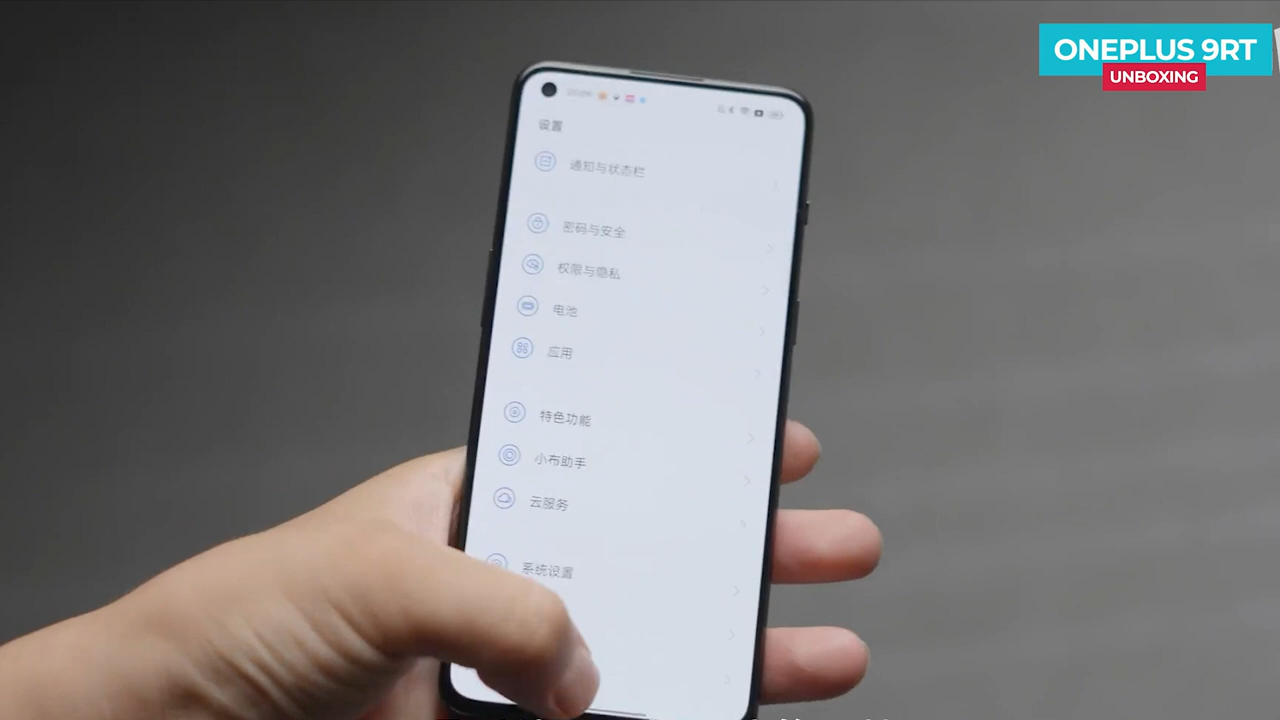 ONEPLUS 9RT
UNBOXING
设置
通知与状态栏
密码与安全
权限与隐私
电池
应用
特色功能
小布助手
云服务
系统设置